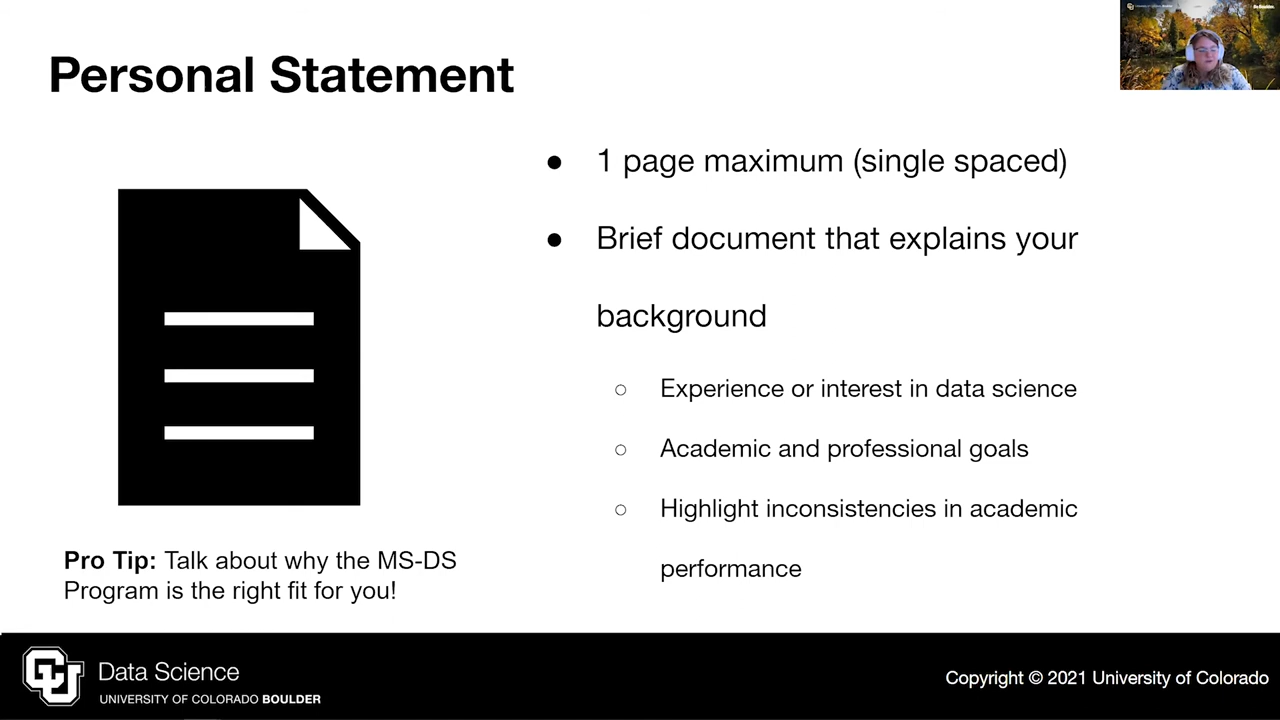 Personal Statement
● 1 page maximum (single spaced)
● Brief document that explains your
background
○ Experience or interest in data science
○ Academic and professional goals
○ Highlight inconsistencies in academic
performance
Pro Tip: Talk about why the MS-DS
Program is the right fit for you!
CU
Data Science
UNIVERSITY OF COLORADO BOULDER
Copyright © 2021 University of Colorado